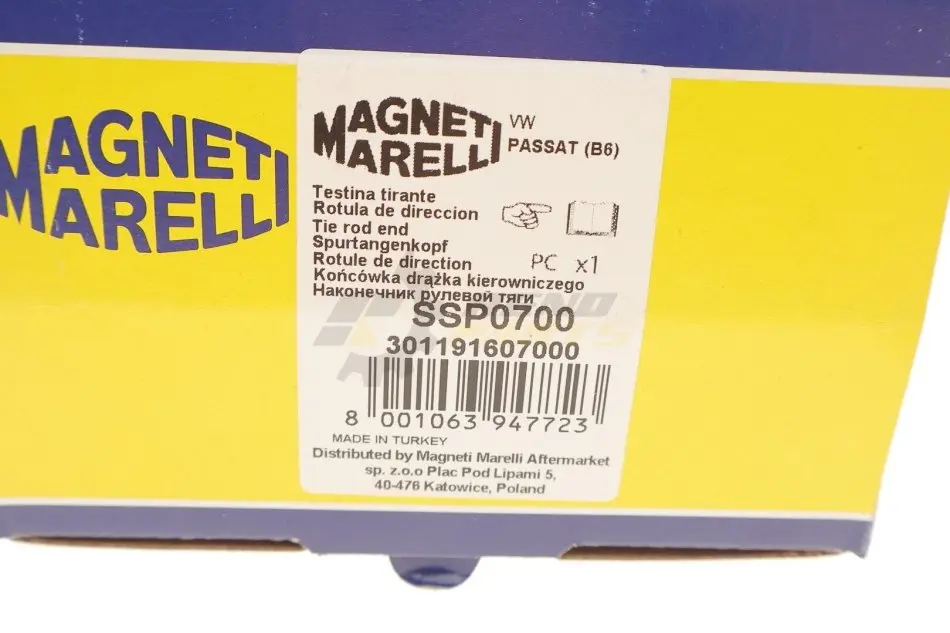 MAGNETI
MARELLI
MAGNETI
MARELLI
VW
PASSAT (B6)
Testina tirante
Rotula de direccion
Tie rod end
Spurtangenkopf
Rotule de direction
PC x1
Końcówka drążka kierowniczego
Наконечник рулевой тяги
SSP0700
301191607000
8 001063 947723
MADE IN TURKEY
Distributed by Magneti Marelli Aftermarket
sp. z.o.o Plac Pod Lipami 5,
40-476 Katowice, Poland